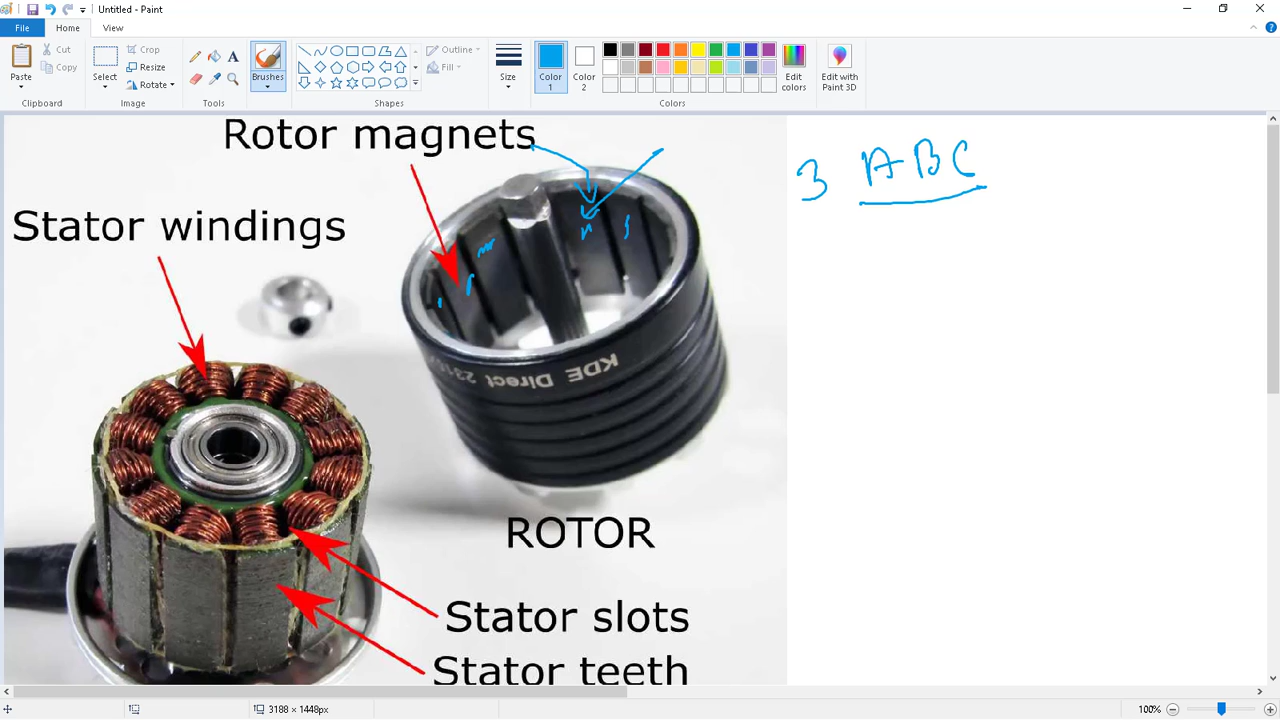 Untitled - Paint
File Home View
Paste
Cut
Copy
Clipboard
Select
Crop
Resize
Rotate
Image
A
Tools
Brushes
Outline
Fill
Shapes
Size
Color 1
Color 2
Edit colors
Edit with Paint 3D
Colors
Rotor magnets
Stator windings
n
3 ABC
KDE Direct
ROTOR
Stator slots
Stator teeth
3188 × 1448px
100%